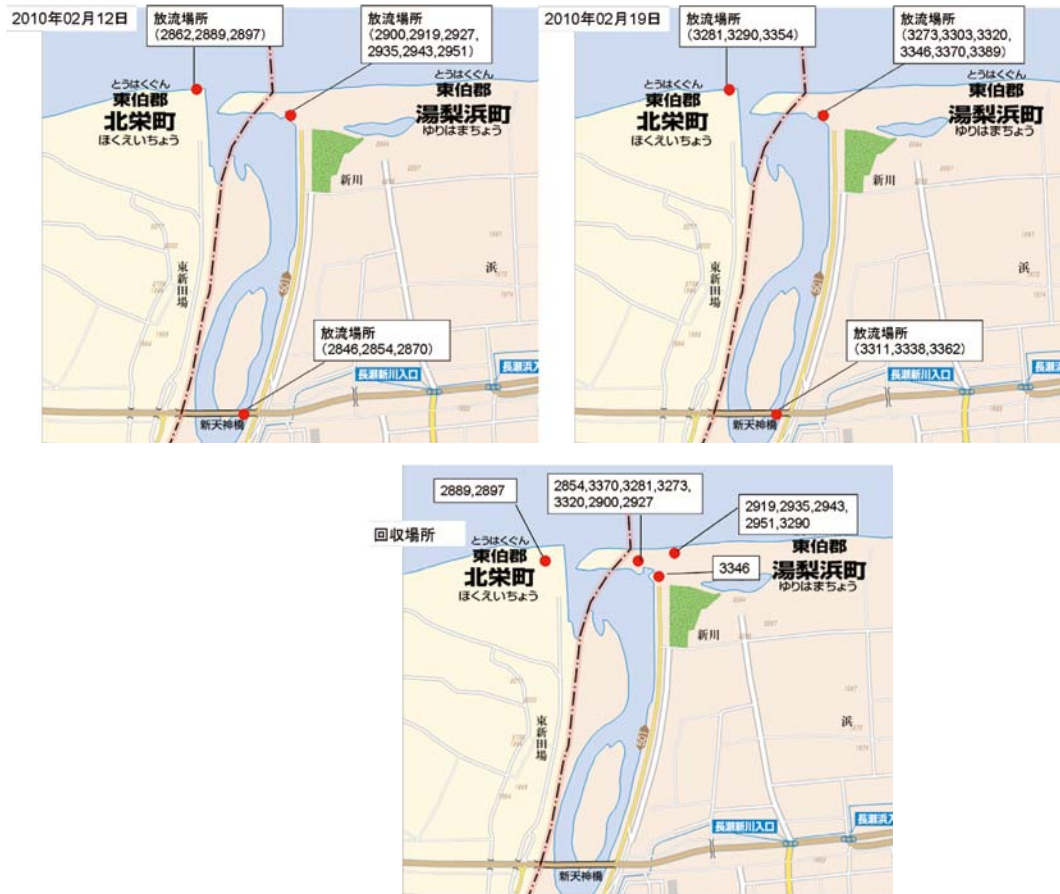 2010年02月12日
放流場所
(2862,2889,2897)
放流場所
(2900,2919,2927,
2935,2943,2951)
とうはくぐん
東伯郡
北栄町
ほくえいちょう
東伯郡
湯梨浜町
ゆりはまちょう
新川
東新田場
浜
放流場所
(2846,2854,2870)
長瀬新川入口
長瀬浜入
新天神橋
2010年02月19日
放流場所
(3281,3290,3354)
放流場所
(3273,3303,3320,
3346,3370,3389)
とうはくぐん
東伯郡
北栄町
ほくえいちょう
とうはくぐん
東伯郡
湯梨浜町
ゆりはまちょう
新川
東新田場
浜
放流場所
(3311,3338,3362)
長瀬新川入口
長瀬浜入
新天神橋
回収場所
2889,2897
2854,3370,3281,3273,
3320,2900,2927
2919,2935,2943,
2951,3290
3346
とうはくぐん
東伯郡
北栄町
ほくえいちょう
東伯郡
湯梨浜町
ゆりはまちょう
新川
東新田場
浜
長瀬新川入口
長瀬浜入
新天神橋